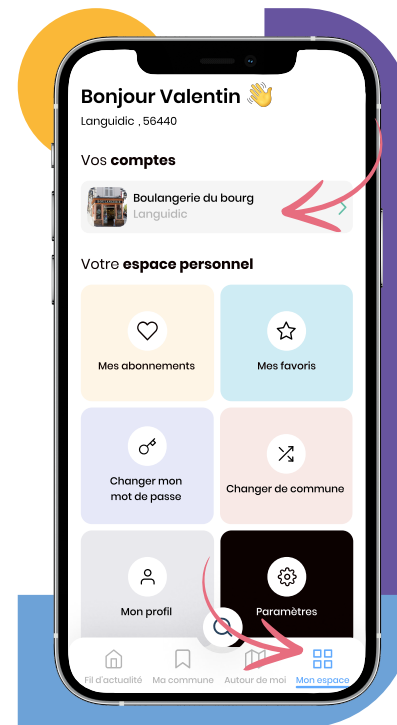 Bonjour Valentin 👋
Languidic , 56440
Vos comptes
Boulangerie du bourg
Languidic
Votre espace personnel
Mes abonnements
Mes favoris
Changer mon
mot de passe
Changer de commune
Mon profil
Paramètres
Fil d'actualité
Ma commune
Autour de moi
Mon espace